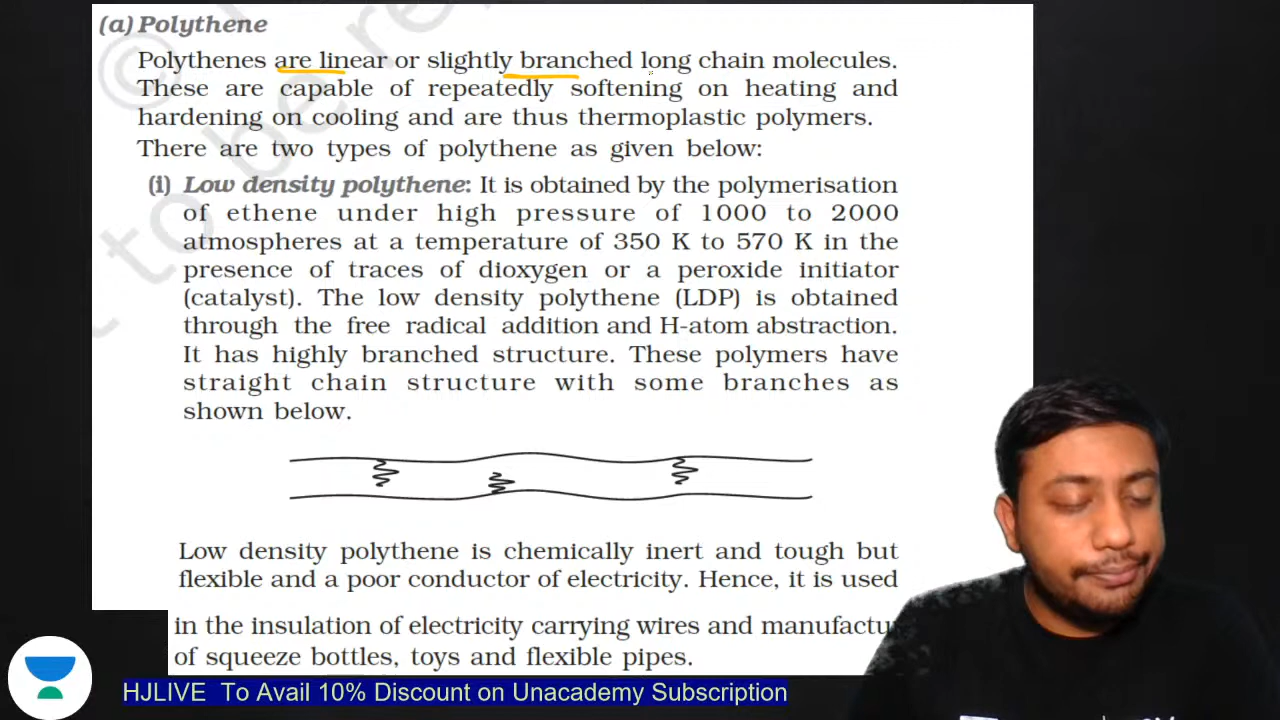 (a) Polythene
Polythenes are linear or slightly branched long chain molecules.
These are capable of repeatedly softening on heating and
hardening on cooling and are thus thermoplastic polymers.
There are two types of polythene as given below:
(i) Low density polythene: It is obtained by the polymerisation
of ethene under high pressure of 1000 to 2000
atmospheres at a temperature of 350 K to 570 K in the
presence of traces of dioxygen or a peroxide initiator
(catalyst). The low density polythene (LDP) is obtained
through the free radical addition and H-atom abstraction.
It has highly branched structure. These polymers have
straight chain structure with some branches as
shown below.
Low density polythene is chemically inert and tough but
flexible and a poor conductor of electricity. Hence, it is used
in the insulation of electricity carrying wires and manufactu
of squeeze bottles, toys and flexible pipes.
HJLIVE To Avail 10% Discount on Unacademy Subscription